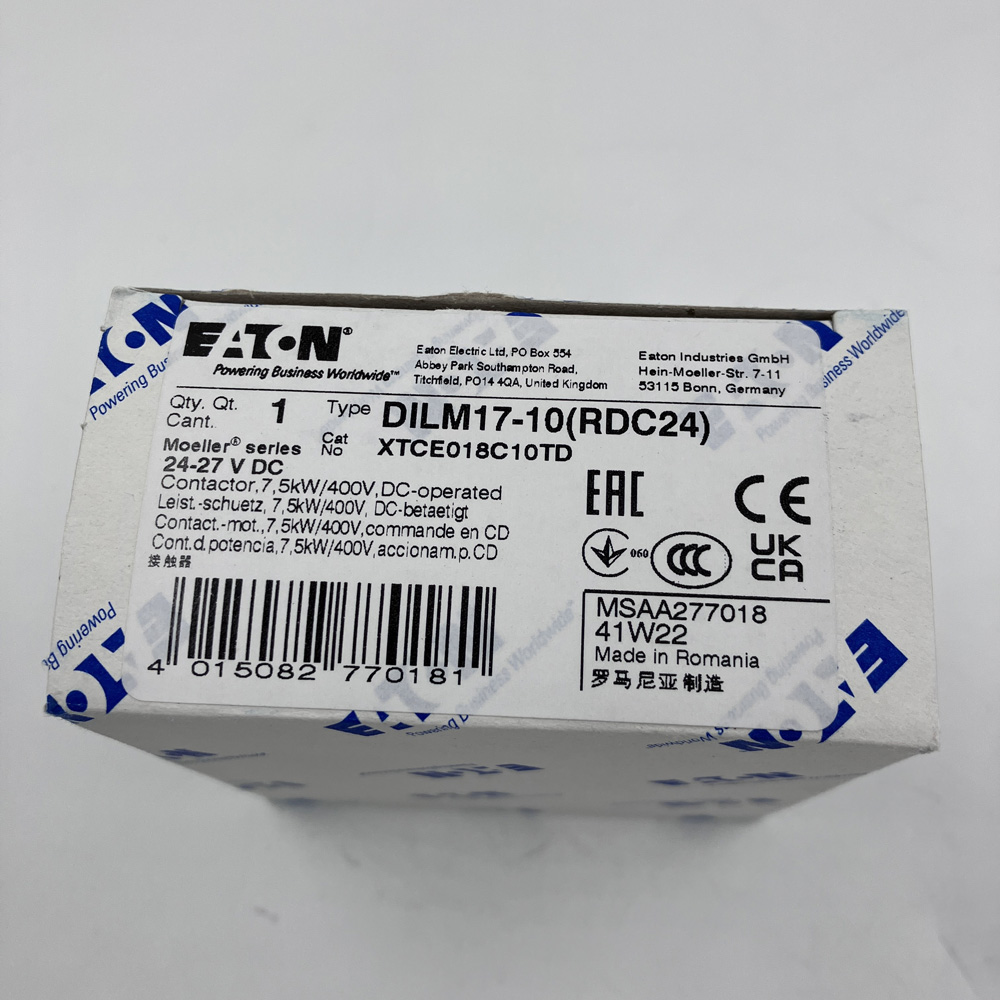 EATON®
Powering Business Worldwide™
Eaton Electric Ltd, PO Box 554
Abbey Park Southampton Road,
Titchfield, PO14 4QA, United Kingdom
Eaton Industries GmbH
Hein-Moeller-Str. 7-11
53115 Bonn, Germany
Qty. Qt. 1 Type DILM17-10(RDC24)
Cant.
Moeller® series Cat No XTCE018C10TD
24-27 V DC
Contactor,7,5kW/400V,DC-operated
Leist.-schuetz, 7,5kW/400V, DC-betaetigt
Contact.-mot.,7,5kW/400V,commande en CD
Cont.d.potencia,7,5kW/400V,accionam.p.CD
接触器
EAC CE
060 CCC UK CA
4 015082 770181
MSAA277018
41W22
Made in Romania
罗马尼亚制造